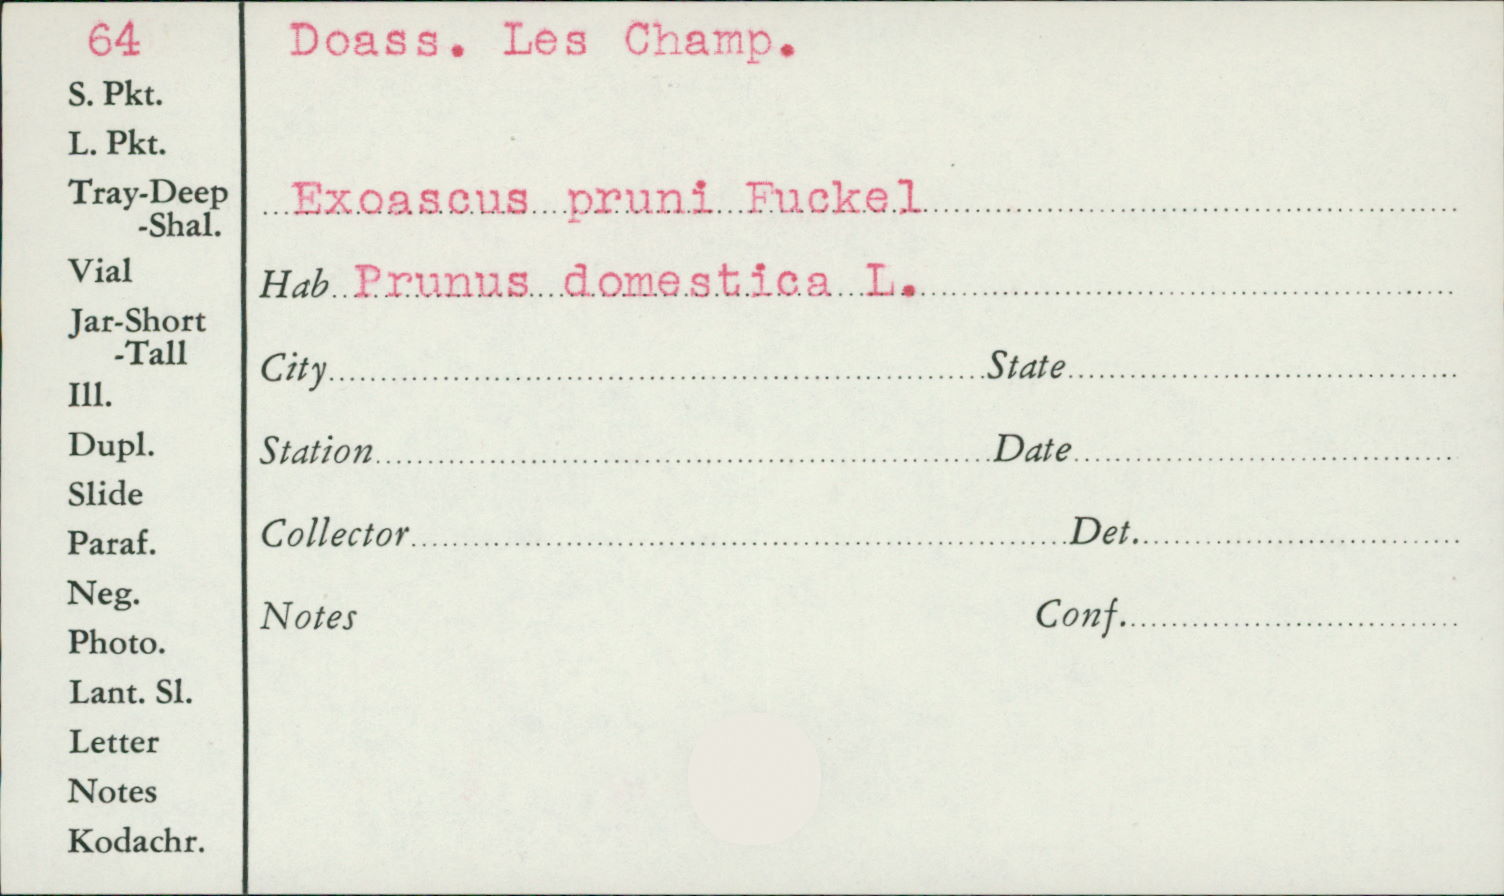 64
S. Pkt.
L. Pkt.
Tray-Deep
-Shal.
Vial
Jar-Short
-Tall
Ill.
Dupl.
Slide
Paraf.
Neg.
Photo.
Lant. Sl.
Letter
Notes
Kodachr.
Doass. Les Champ.
Exoascus pruni Fuckel
Hab Prunus domestica L.
City State
Station Date
Collector Det.
Notes Conf.